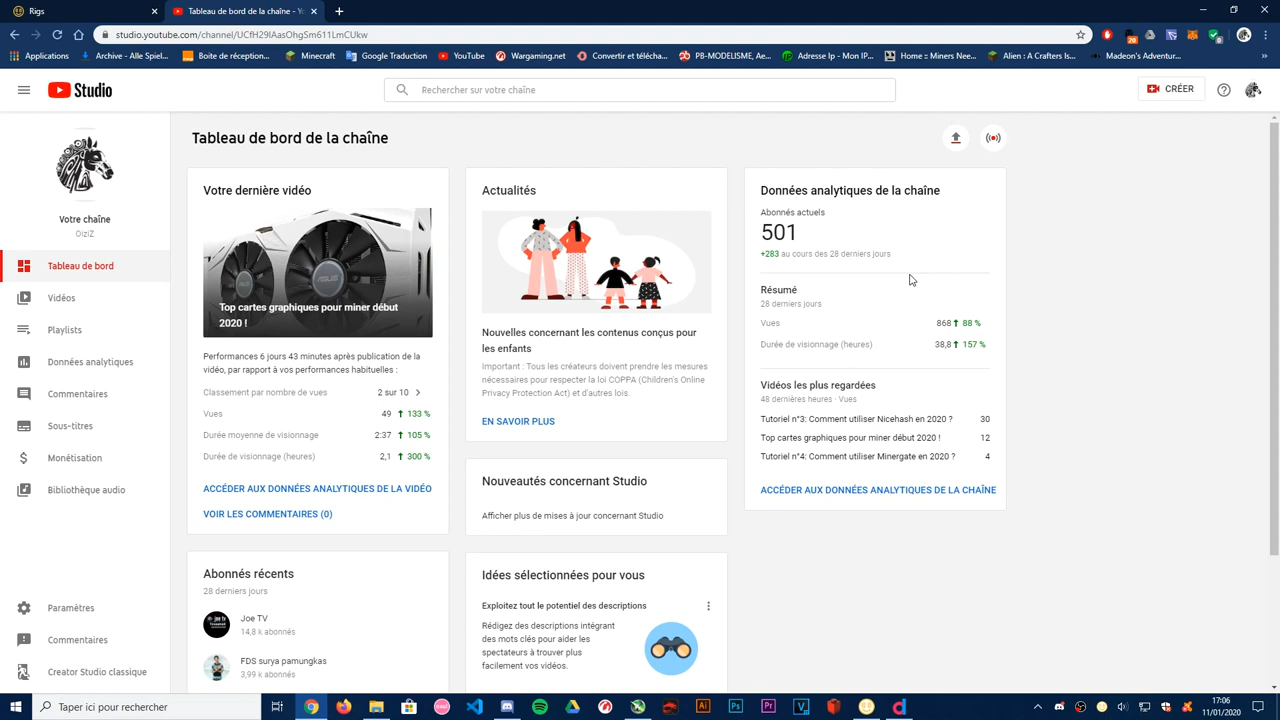 Rigs
Tableau de bord - Yo
studio.youtube.com/channel/UCfH29IAasOhgSm611LmCUkw
Applications
Archive - Alle Spiel...
Boite de réception...
Minecraft
Google Traduction
YouTube
Wargaming.net
Convertir et télécha...
PB-MODELISME, Ae...
Adresse Ip - Mon IP...
Home :: Miners Nee...
Alien : A Crafters Is...
Madeon's Adventur...
Studio
Rechercher sur votre chaîne
CRÉER
Votre chaîne
OiziZ
Tableau de bord
Vidéos
Playlists
Données analytiques
Commentaires
Sous-titres
Monétisation
Bibliothèque audio
Paramètres
Commentaires
Creator Studio classique
Tableau de bord de la chaîne
Votre dernière vidéo
ASUS
ASUS
Top cartes graphiques pour miner début
2020 !
Performances 6 jours 43 minutes après publication de la
vidéo, par rapport à vos performances habituelles :
Classement par nombre de vues 2 sur 10
Vues 49 133 %
Durée moyenne de visionnage 2:37 105 %
Durée de visionnage (heures) 2,1 300 %
ACCÉDER AUX DONNÉES ANALYTIQUES DE LA VIDÉO
VOIR LES COMMENTAIRES (0)
Abonnés récents
28 derniers jours
Joe TV
14,8 k abonnés
FDS surya pamungkas
3,99 k abonnés
Actualités
Nouvelles concernant les contenus conçus pour
les enfants
Important : Tous les créateurs doivent prendre les mesures
nécessaires pour respecter la loi COPPA (Children's Online
Privacy Protection Act) et d'autres lois.
EN SAVOIR PLUS
Nouveautés concernant Studio
Afficher plus de mises à jour concernant Studio
Idées sélectionnées pour vous
Exploitez tout le potentiel des descriptions
Rédigez des descriptions intégrant
des mots clés pour aider les
spectateurs à trouver plus
facilement vos vidéos.
Données analytiques de la chaîne
Abonnés actuels
501
+283 au cours des 28 derniers jours
Résumé
28 derniers jours
Vues 868 88 %
Durée de visionnage (heures) 38,8 157 %
Vidéos les plus regardées
48 dernières heures · Vues
Tutoriel n°3: Comment utiliser Nicehash en 2020 ? 30
Top cartes graphiques pour miner début 2020 ! 12
Tutoriel n°4: Comment utiliser Minergate en 2020 ? 4
ACCÉDER AUX DONNÉES ANALYTIQUES DE LA CHAÎNE
Taper ici pour rechercher
17:06
11/01/2020